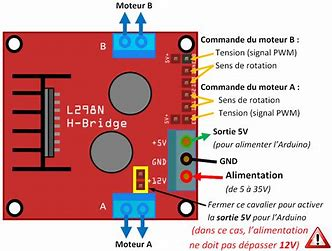 Moteur B
B
5V+
Commande du moteur B :
Tension (signal PWM)
Sens de rotation
Commande du moteur A :
Sens de rotation
Tension (signal PWM)
5V+
L298N
H-Bridge
+5V
GND
+12V
Sortie 5V
(pour alimenter l'Arduino)
GND
Alimentation
(de 5 à 35V)
A
Fermer ce cavalier pour activer
la sortie 5V pour l'Arduino
(dans ce cas, l'alimentation
ne doit pas dépasser 12V)
Moteur A